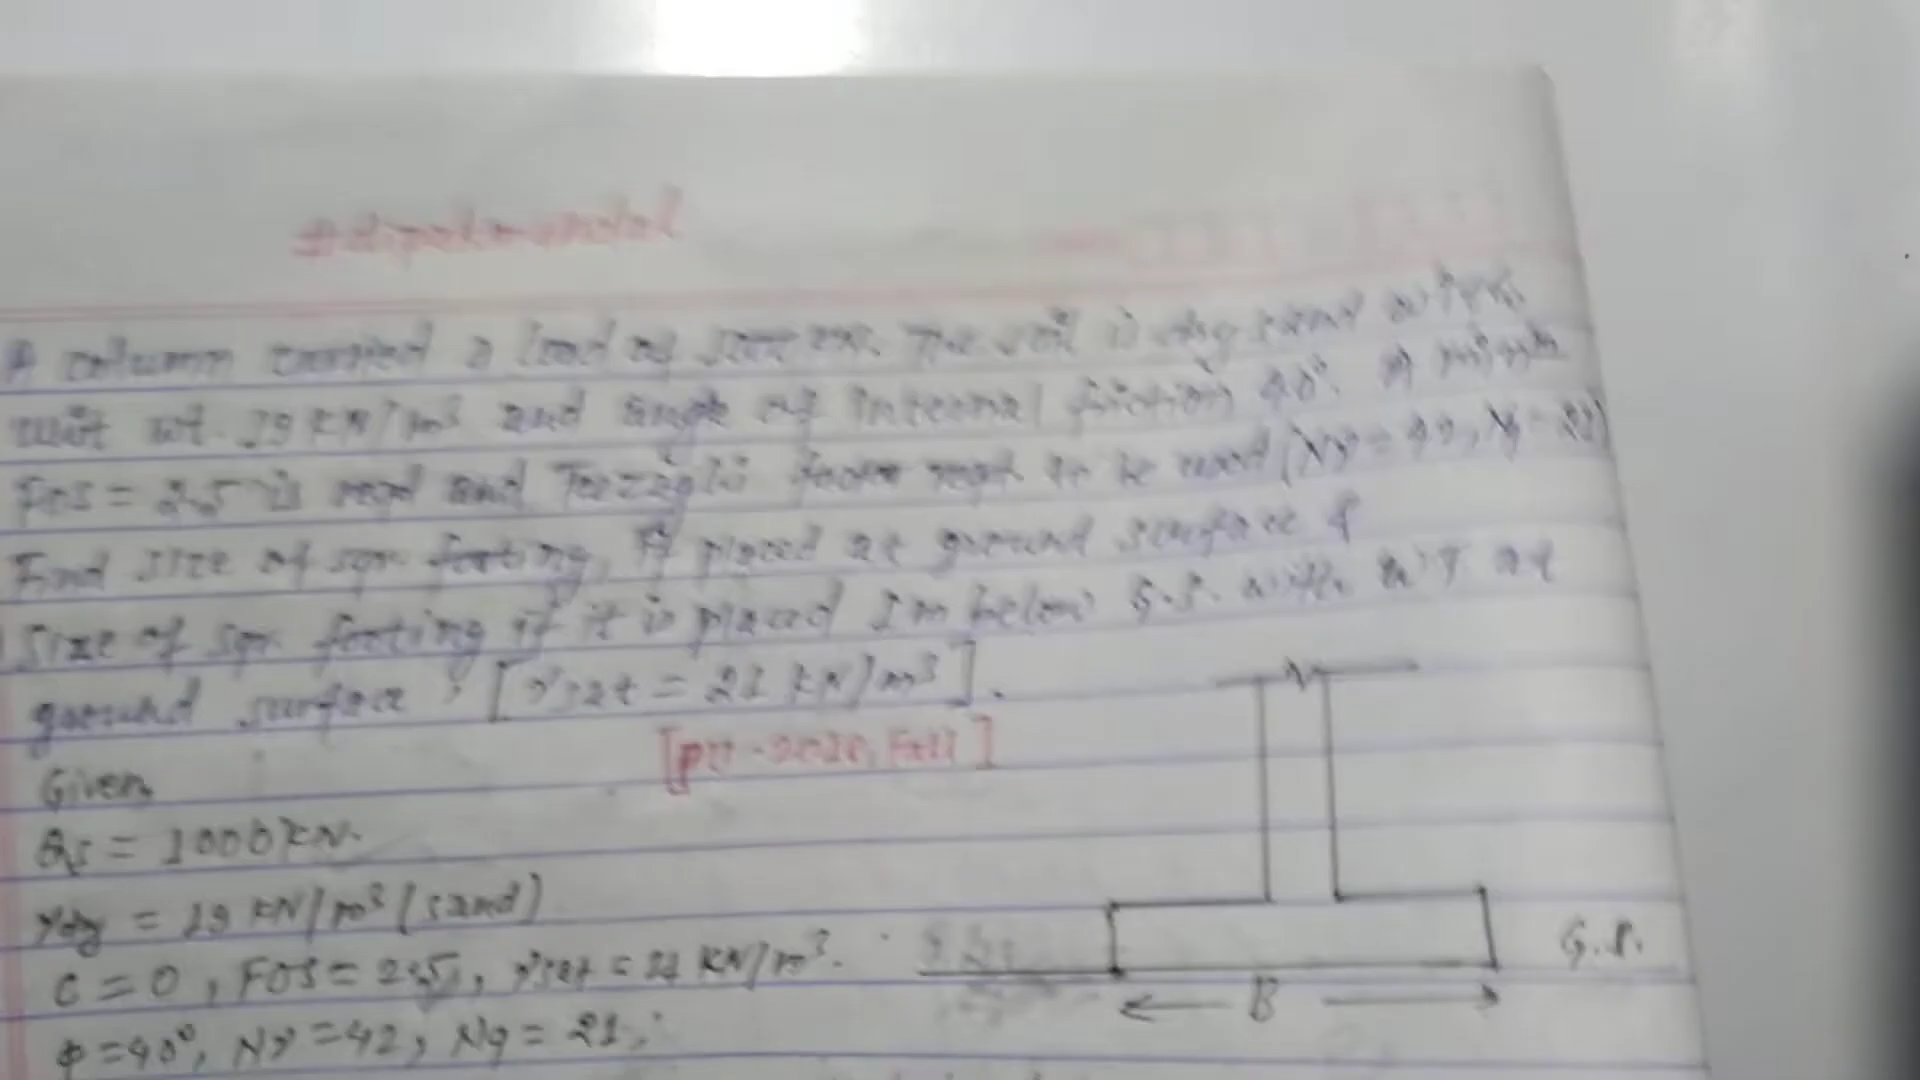 A column carried a load of KN. The soil is dry sand with
unit wt. 19 KN/m³ and angle of internal friction 40°. A minm
FOS = 2.5 is reqd and Terzaghi's factor to be used (Nγ = 42, Nq = 21)
Find size of sqr. footing, if placed at ground surface &
size of sqr. footing if it is placed 1m below G.S. with W.T at
ground surface, [γsat = 21 KN/m³].
Given
Qs = 1000 KN.
γdry = 19 KN/m³ (sand)
C = 0, FOS = 2.5, γsat = 21 KN/m³.
Φ = 40°, Nγ = 42, Nq = 21.
G.S.
B